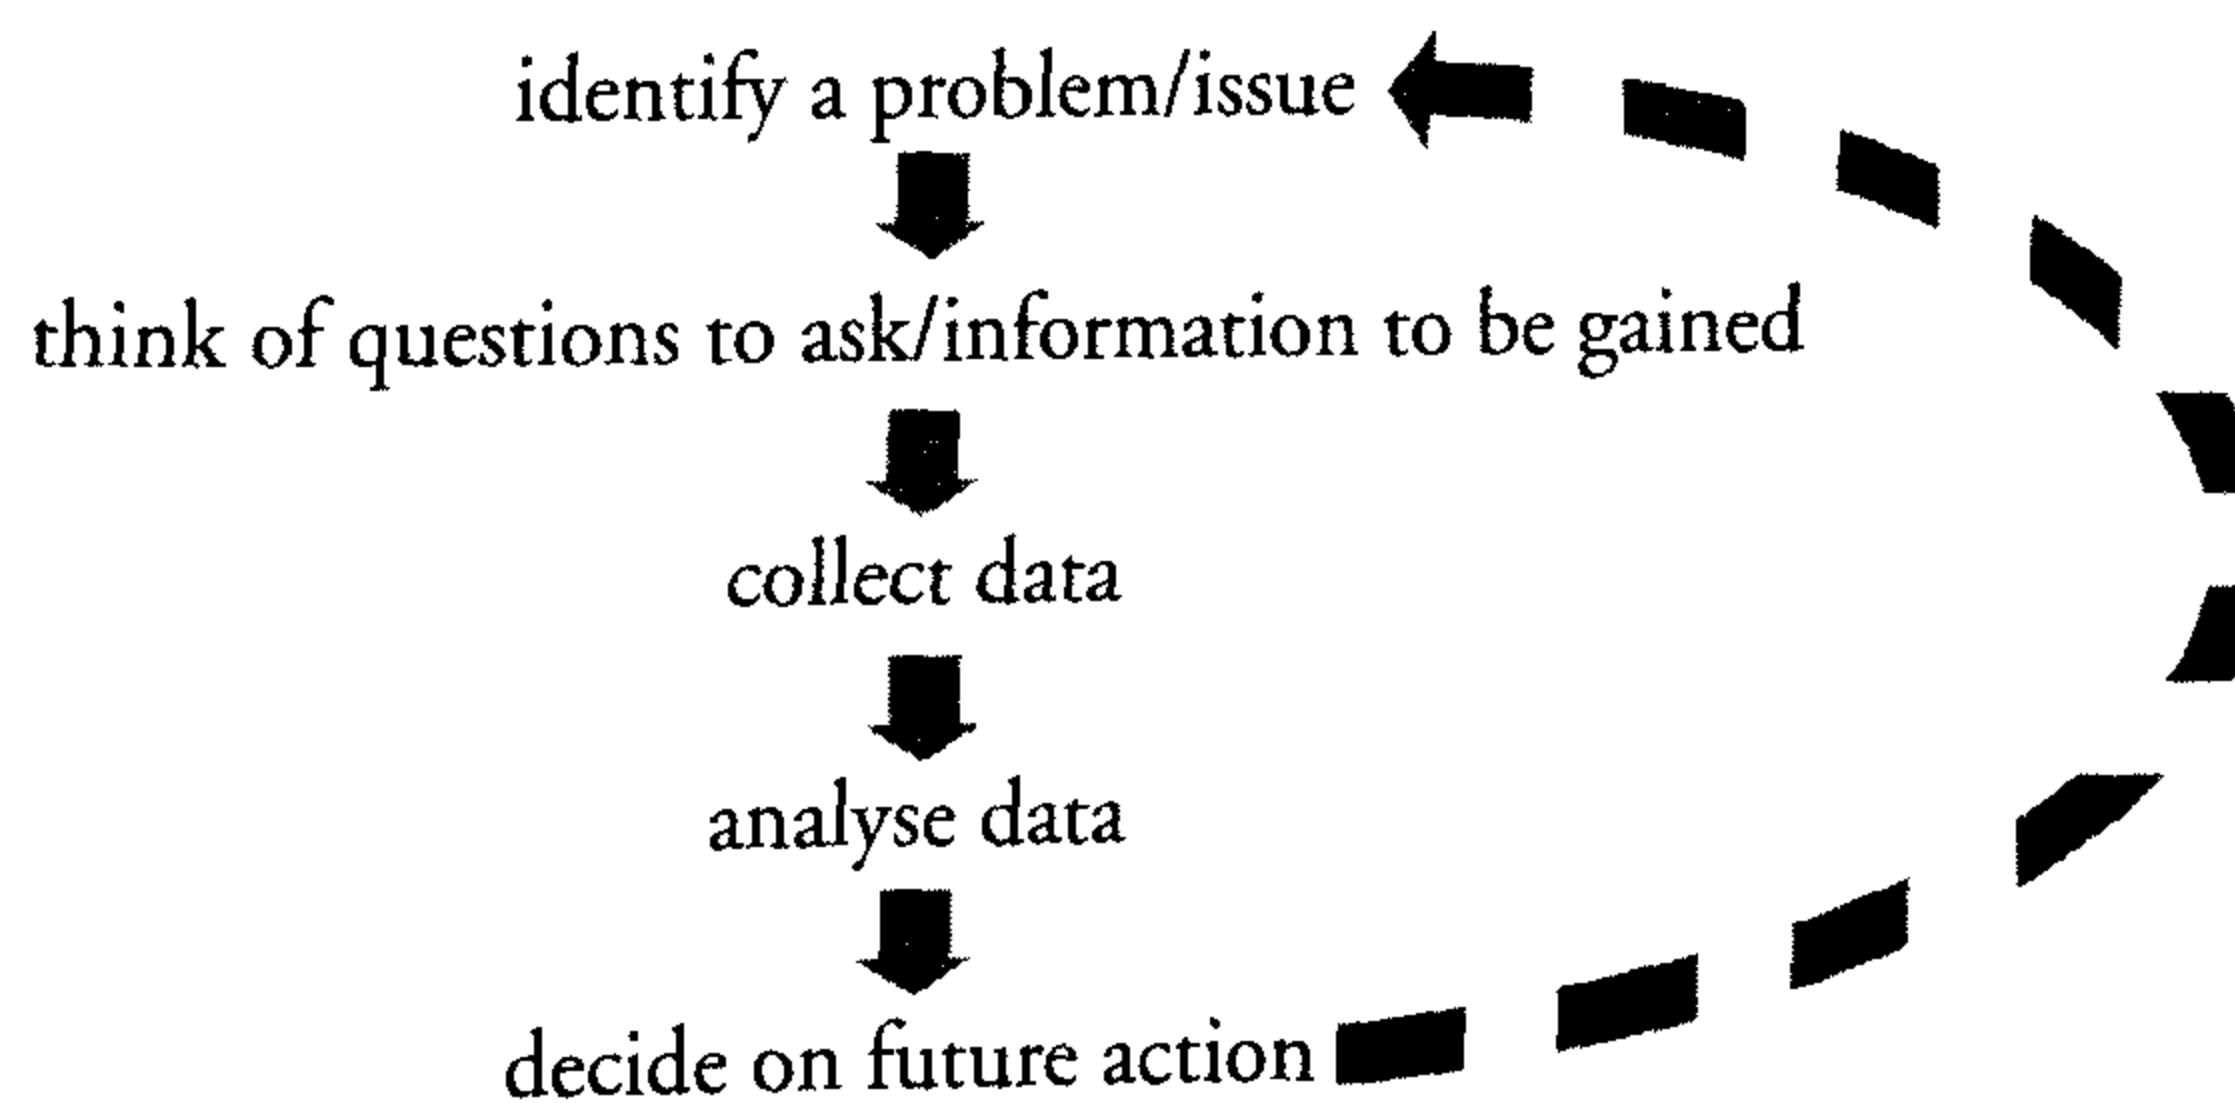 identify a problem/issue
think of questions to ask/information to be gained
collect data
analyse data
decide on future action